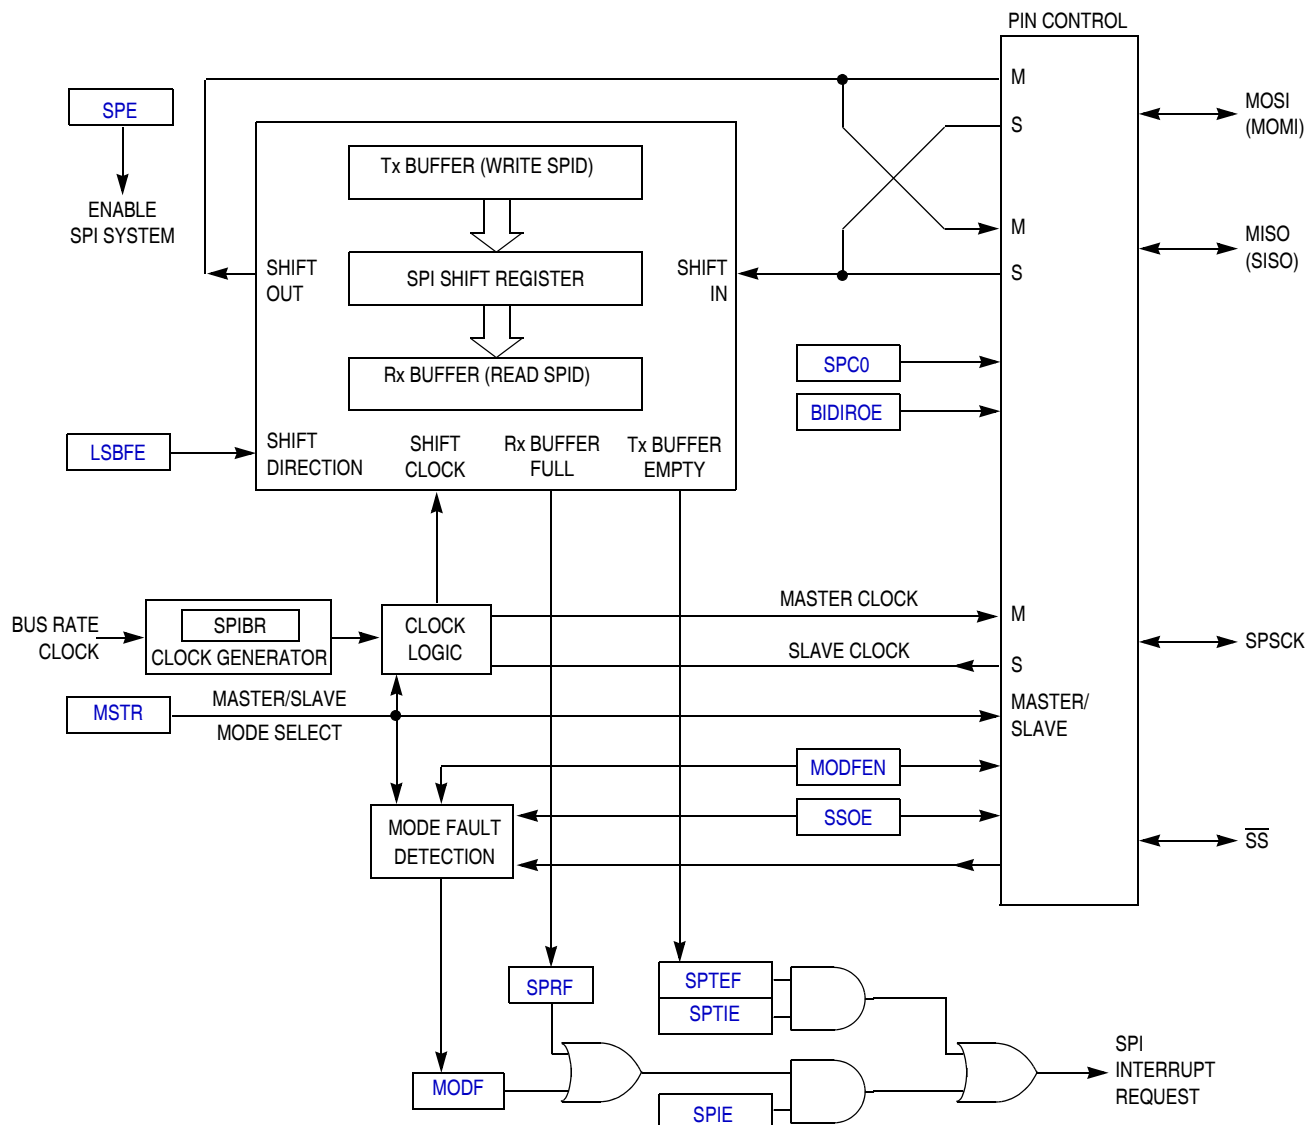 PIN CONTROL
M
MOSI
(MOMI)
SPE
S
Tx BUFFER (WRITE SPID)
ENABLE
SPI SYSTEM
M
MISO
(SISO)
SHIFT
OUT
SPI SHIFT REGISTER
SHIFT
IN
S
SPC0
Rx BUFFER (READ SPID)
BIDIROE
LSBFE
SHIFT
DIRECTION
SHIFT
CLOCK
Rx BUFFER
FULL
Tx BUFFER
EMPTY
MASTER CLOCK
M
BUS RATE
CLOCK
SPIBR
CLOCK GENERATOR
CLOCK
LOGIC
SPSCK
SLAVE CLOCK
S
MSTR
MASTER/SLAVE
MODE SELECT
MASTER/
SLAVE
MODFEN
SSOE
MODE FAULT
DETECTION
SS
SPRF
SPTEF
SPTIE
SPI
INTERRUPT
REQUEST
MODF
SPIE